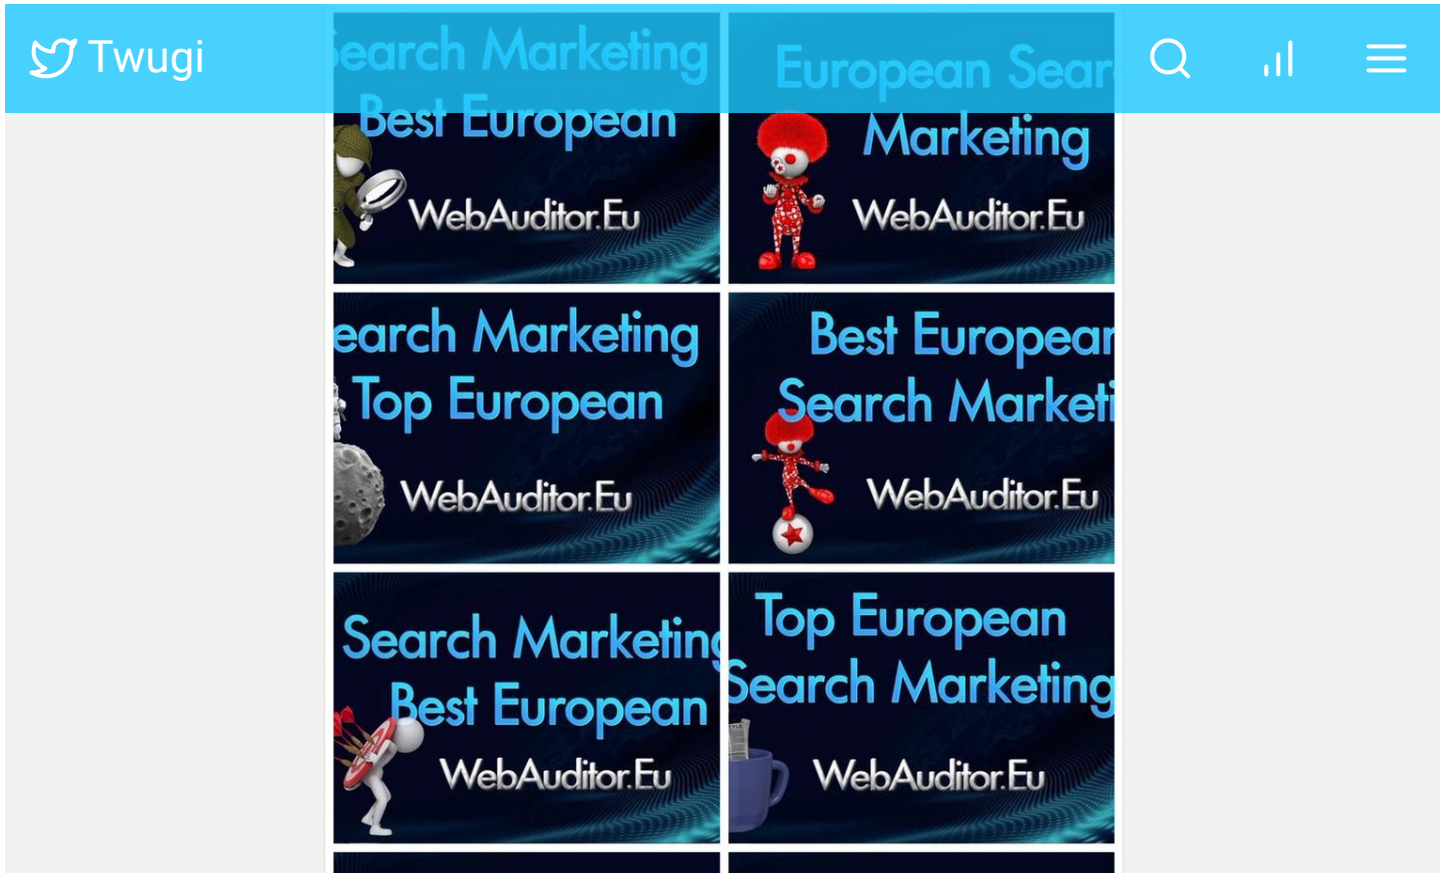 Twugi
Search Marketing
Best European
WebAuditor.Eu
European Sear
Marketing
WebAuditor.Eu
earch Marketing
Top European
WebAuditor.Eu
Best European
Search Marketi
WebAuditor.Eu
Search Marketing
Best European
WebAuditor.Eu
Top European
Search Marketing
WebAuditor.Eu